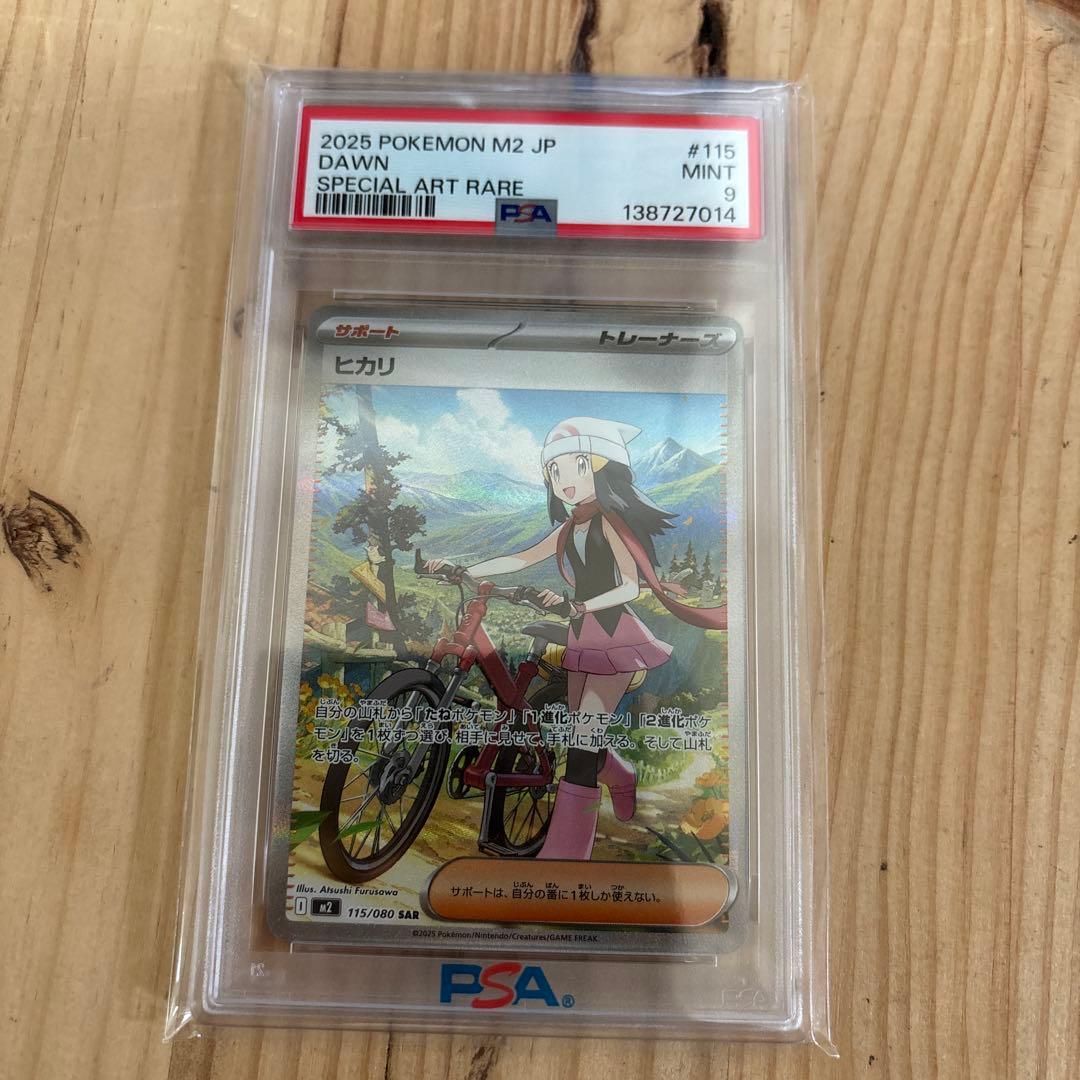 2025 POKEMON M2 JP #115
DAWN MINT
SPECIAL ART RARE 9
PSA 138727014
サポート トレーナーズ
ヒカリ
自分の山札から「たねポケモン」「1進化ポケモン」「2進化ポケ
モン」を1枚ずつ選び、相手に見せて、手札に加える。そして山札
を切る。
サポートは、自分の番に1枚しか使えない。
Illus. Atsushi Furusawa
I M2 115/080 SAR
©2025 Pokémon/Nintendo/Creatures/GAME FREAK
PSA®